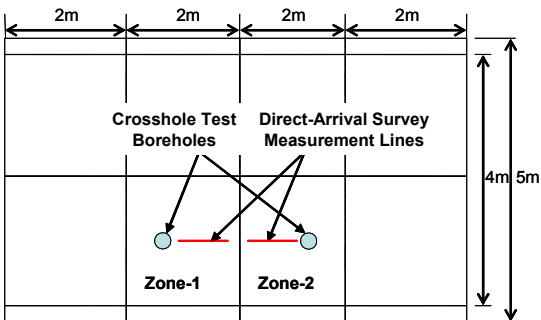 2m 2m 2m 2m
Crosshole Test Boreholes
Direct-Arrival Survey Measurement Lines
4m 5m
Zone-1 Zone-2